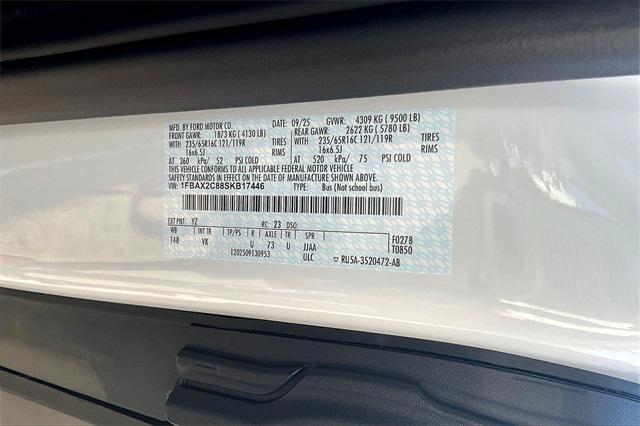 MFD. BY FORD MOTOR CO. DATE: 09/25 GVWR: 4309 KG ( 9500 LB)
FRONT GAWR: 1873 KG ( 4130 LB) REAR GAWR: 2622 KG ( 5780 LB)
WITH 235/65R16C 121/119R TIRES WITH 235/65R16C 121/119R TIRES
16x6.5J RIMS 16x6.5J RIMS
AT 360 kPa/ 52 PSI COLD AT 520 kPa/ 75 PSI COLD
THIS VEHICLE CONFORMS TO ALL APPLICABLE FEDERAL MOTOR VEHICLE
SAFETY STANDARDS IN EFFECT ON THE DATE OF MANUFACTURE SHOWN ABOVE.
VIN: 1FBAX2C88SKB17446 TYPE: Bus (Not school bus)
EXT PNT: YZ RC: 23 DSO:
WB INT TR TP/PS R AXLE TR SPR F0278
148 VK U 73 U JJAA T0850
1202509130953 ULC RU5A-3520472-AB